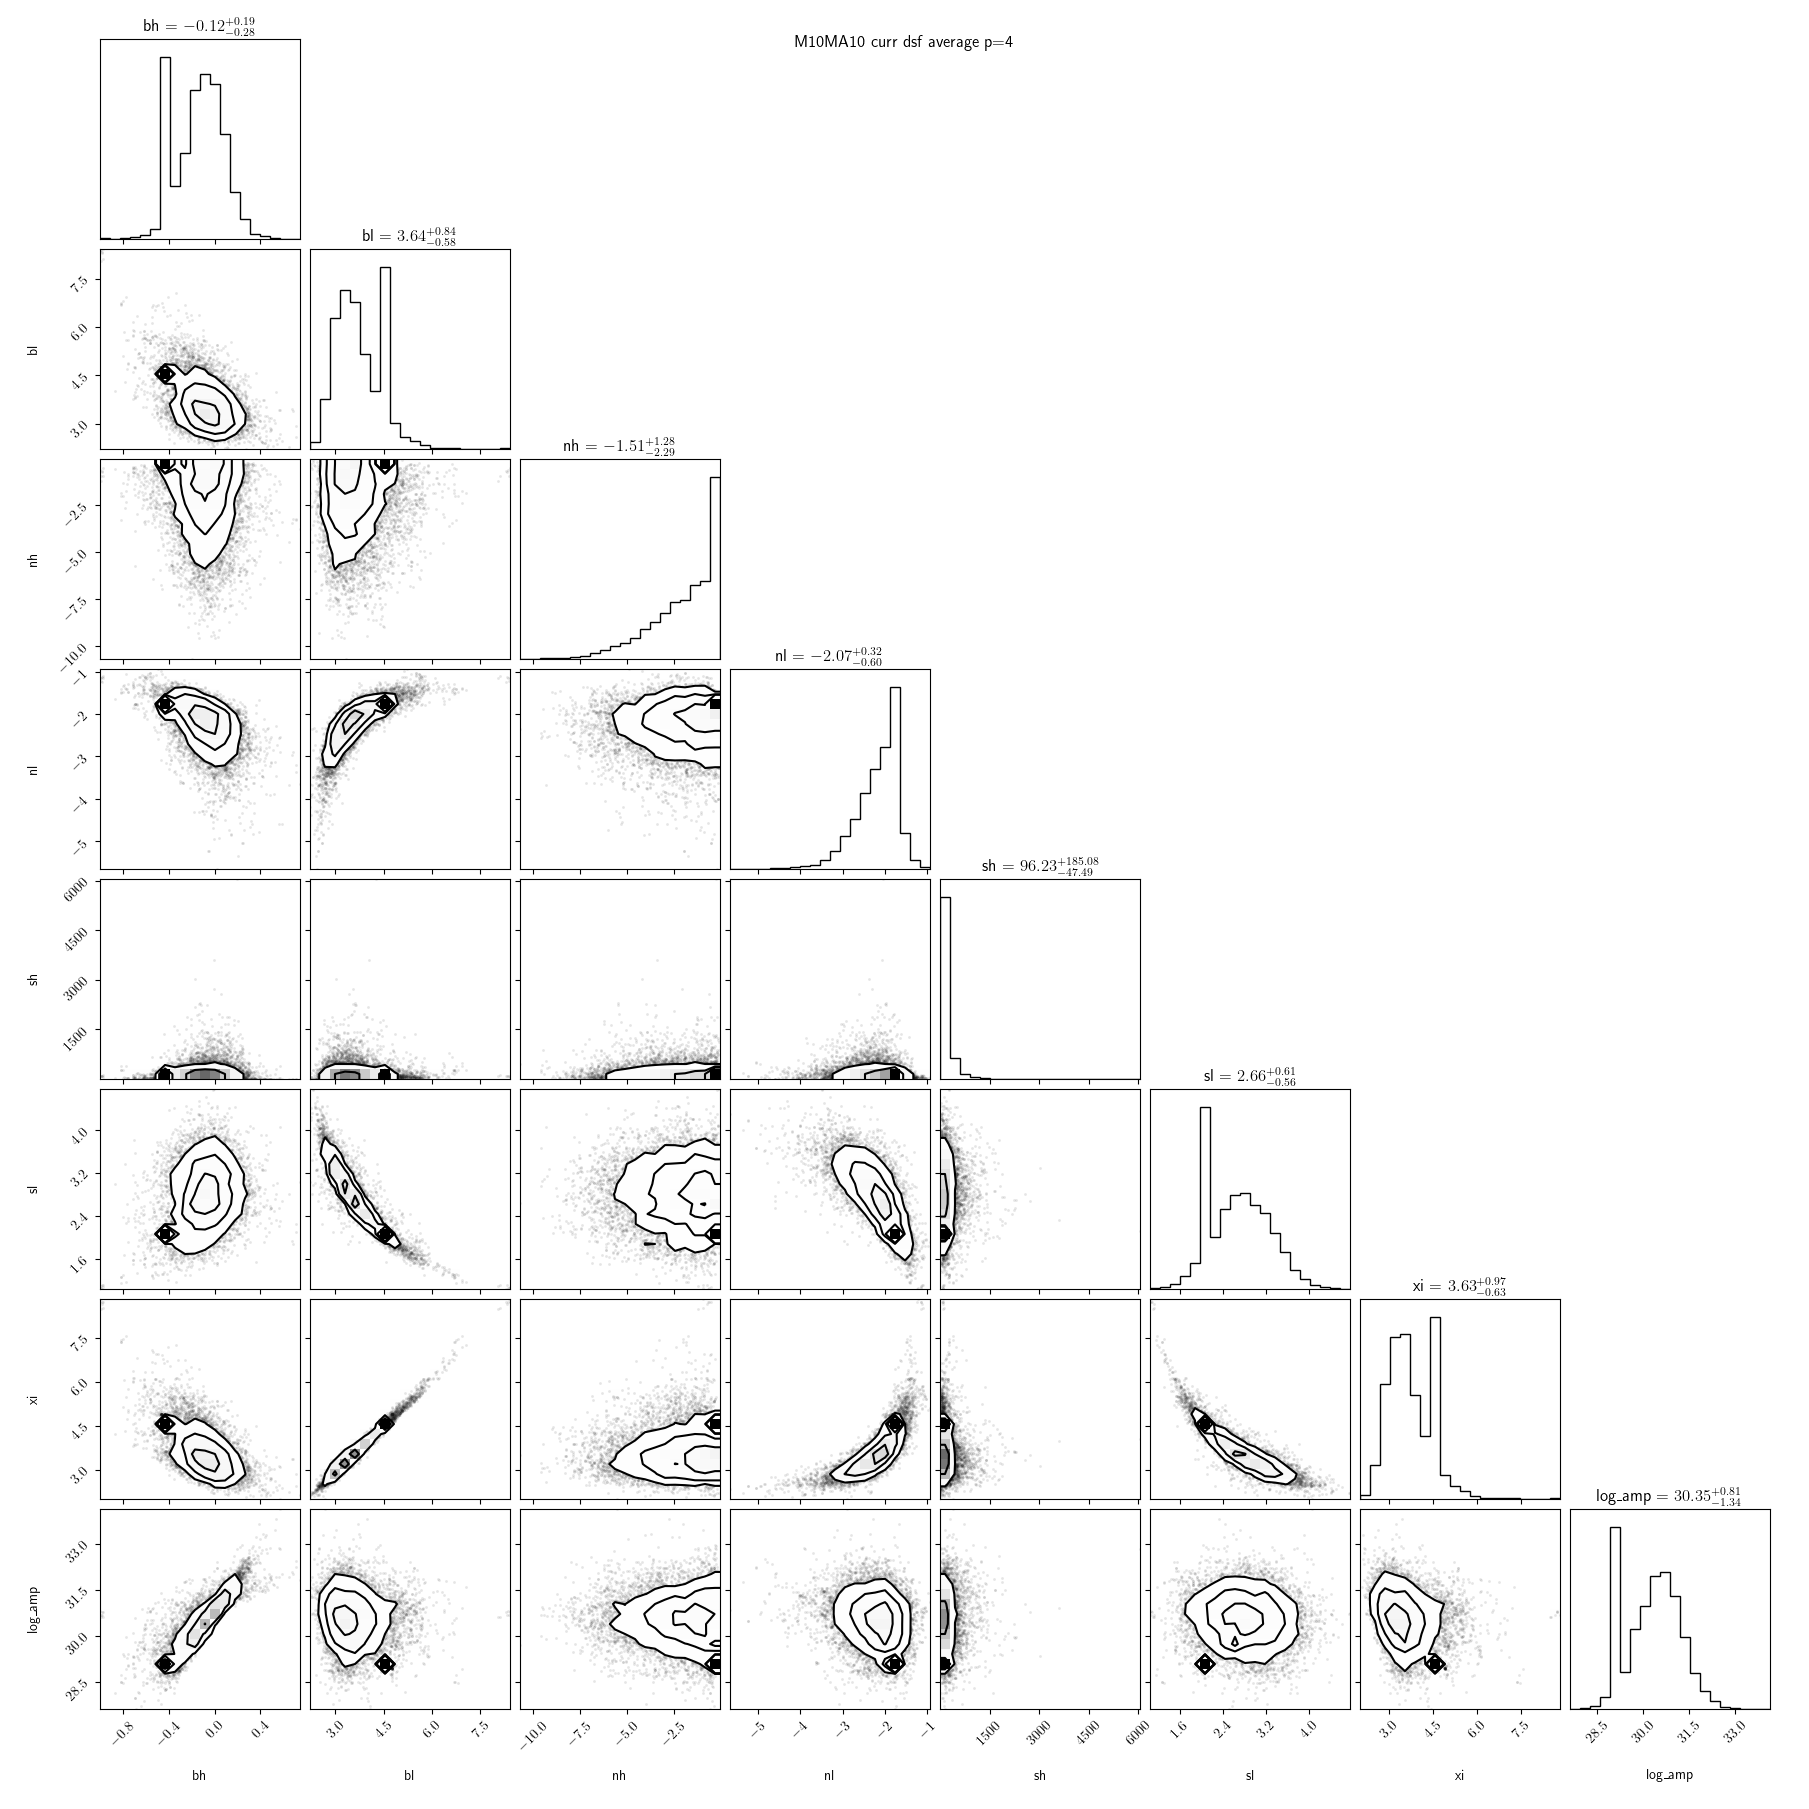 M10MA10 curr dsf average p=4
bh = −0.12+0.19−0.28
bl = 3.64+0.84−0.58
7.5
6.0
4.5
3.0
bl
nh = −1.51+1.28−2.29
−2.5
−5.0
−7.5
−10.0
nh
nl = −2.07+0.32−0.60
−1
−2
−3
−4
−5
nl
sh = 96.23+185.08−47.49
6000
4500
3000
1500
sh
sl = 2.66+0.61−0.56
4.0
3.2
2.4
1.6
sl
xi = 3.63+0.97−0.63
7.5
6.0
4.5
3.0
xi
log_amp = 30.35+0.81−1.34
33.0
31.5
30.0
28.5
log_amp
−0.8 −0.4 0.0 0.4 3.0 4.5 6.0 7.5 −10.0 −7.5 −5.0 −2.5 −5 −4 −3 −2 −1 1500 3000 4500 6000 1.6 2.4 3.2 4.0 3.0 4.5 6.0 7.5 28.5 30.0 31.5 33.0
bh bl nh nl sh sl xi log_amp